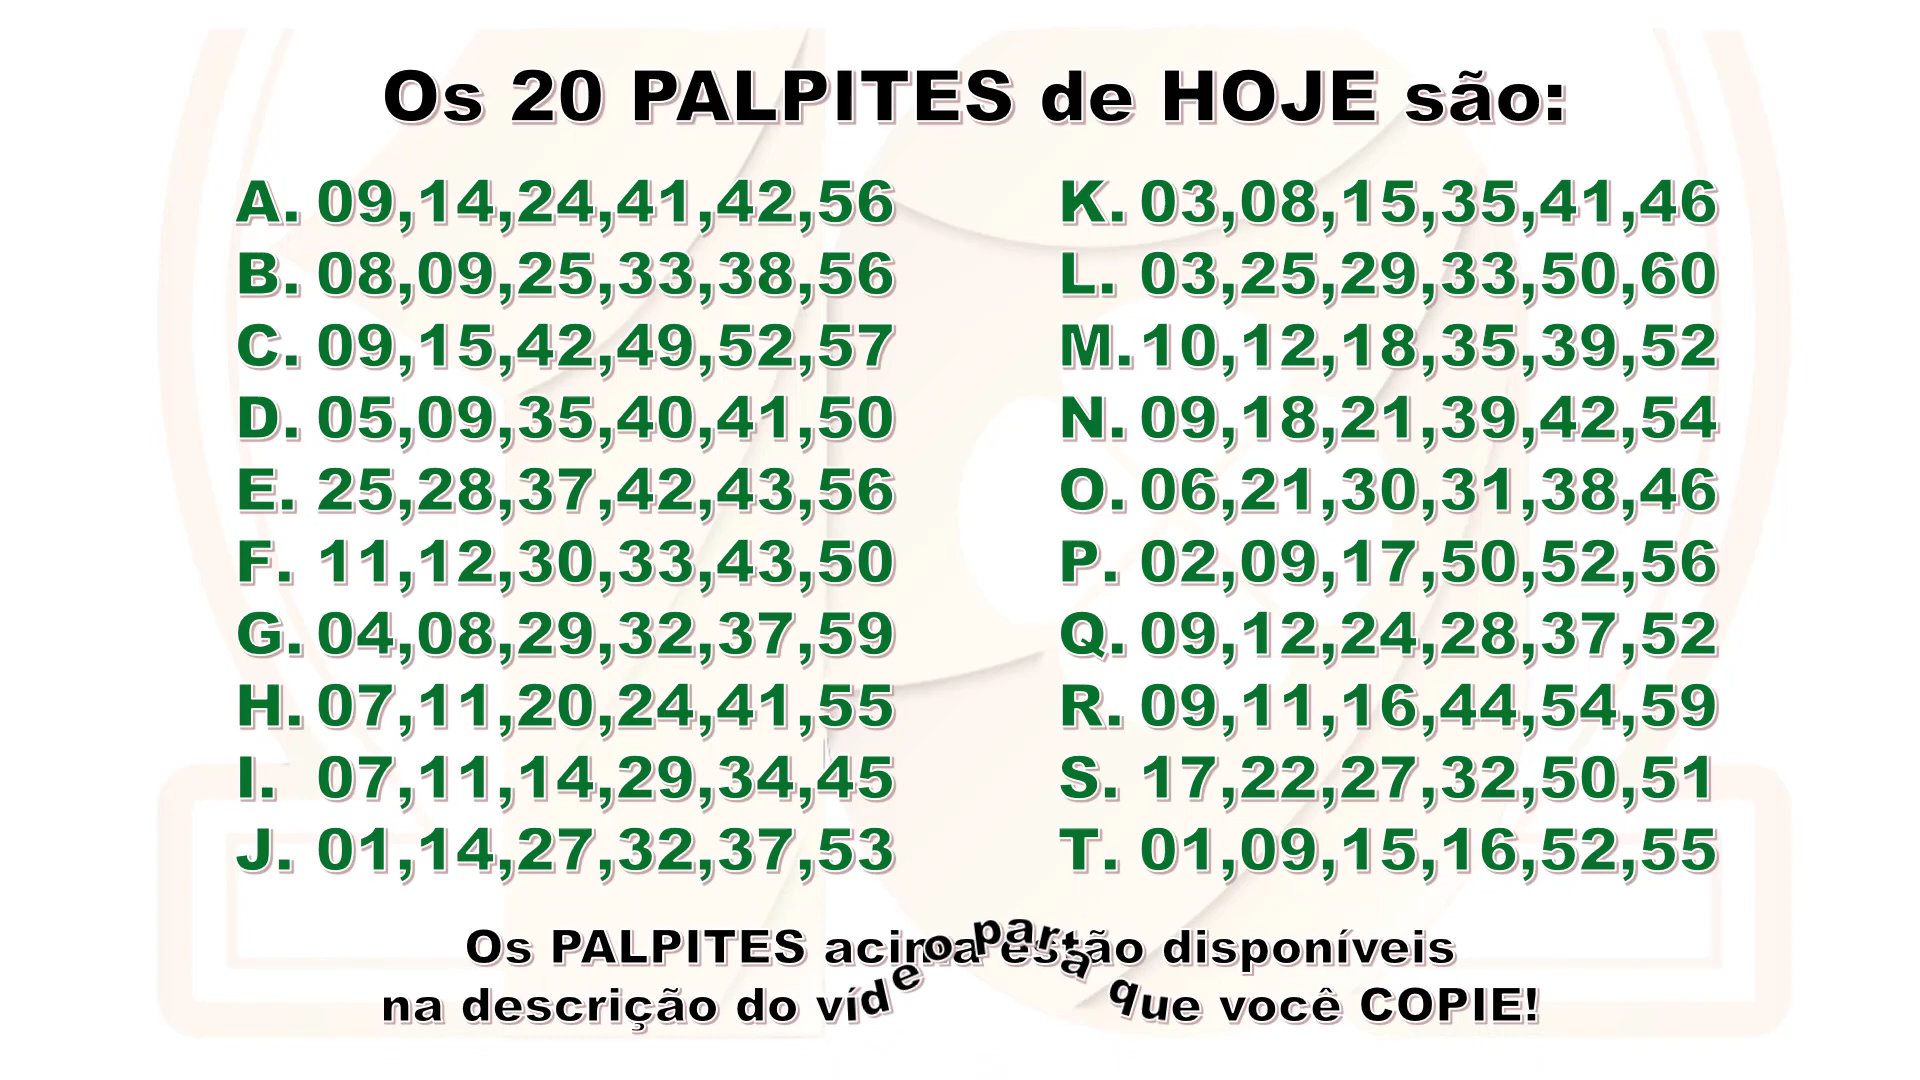 Os 20 PALPITES de HOJE são:
A. 09,14,24,41,42,56
B. 08,09,25,33,38,56
C. 09,15,42,49,52,57
D. 05,09,35,40,41,50
E. 25,28,37,42,43,56
F. 11,12,30,33,43,50
G. 04,08,29,32,37,59
H. 07,11,20,24,41,55
I. 07,11,14,29,34,45
J. 01,14,27,32,37,53
K. 03,08,15,35,41,46
L. 03,25,29,33,50,60
M. 10,12,18,35,39,52
N. 09,18,21,39,42,54
O. 06,21,30,31,38,46
P. 02,09,17,50,52,56
Q. 09,12,24,28,37,52
R. 09,11,16,44,54,59
S. 17,22,27,32,50,51
T. 01,09,15,16,52,55
Os PALPITES acima estão disponíveis
na descrição do vídeo para que você COPIE!